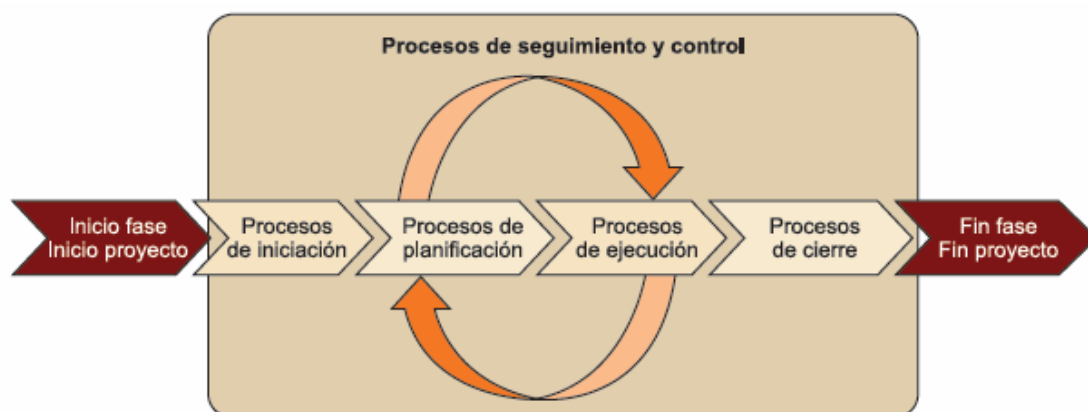 Procesos de seguimiento y control
Inicio fase
Inicio proyecto
Procesos
de iniciación
Procesos de
planificación
Procesos
de ejecución
Procesos
de cierre
Fin fase
Fin proyecto